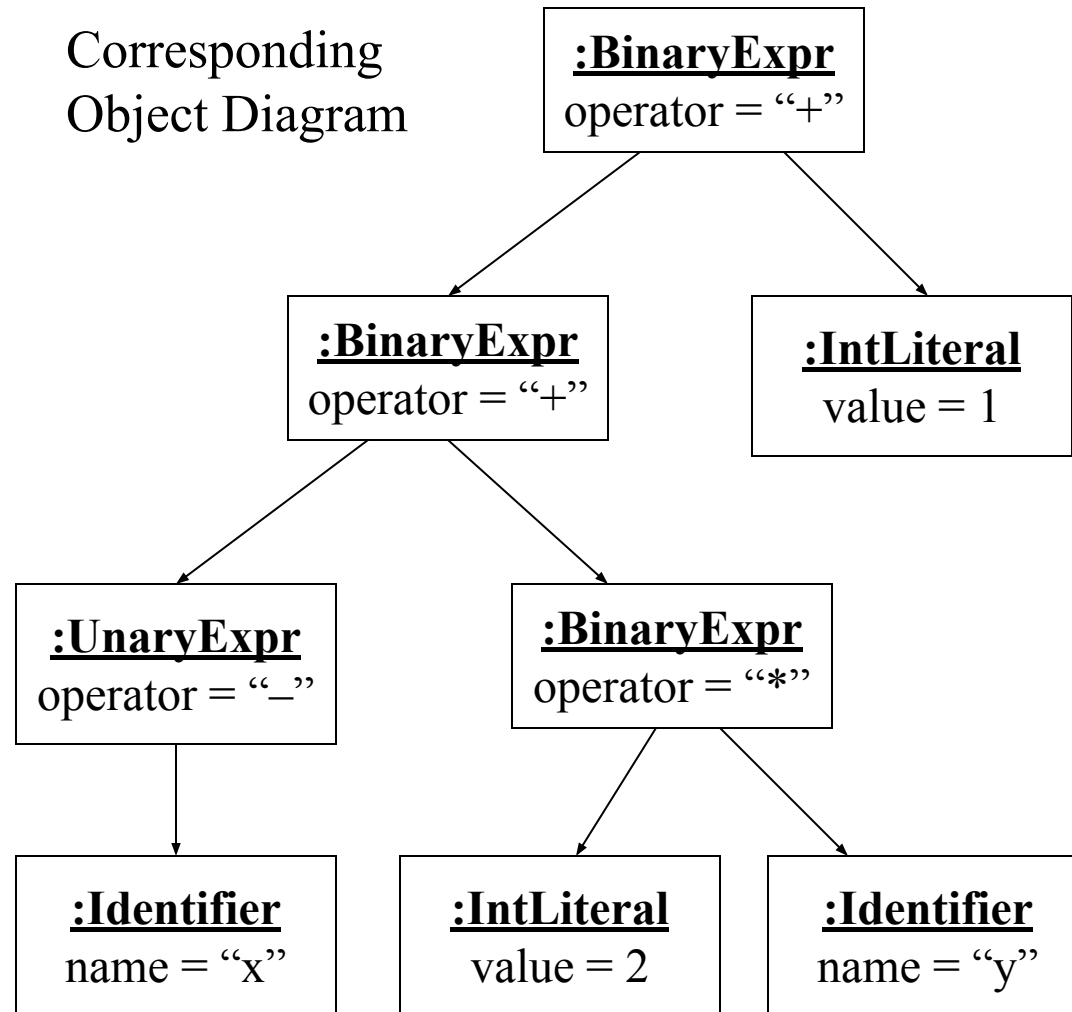 Corresponding
Object Diagram
:BinaryExpr
operator = “+”
:BinaryExpr
operator = “+”
:IntLiteral
value = 1
:UnaryExpr
operator = “–”
:BinaryExpr
operator = “*”
:Identifier
name = “x”
:IntLiteral
value = 2
:Identifier
name = “y”